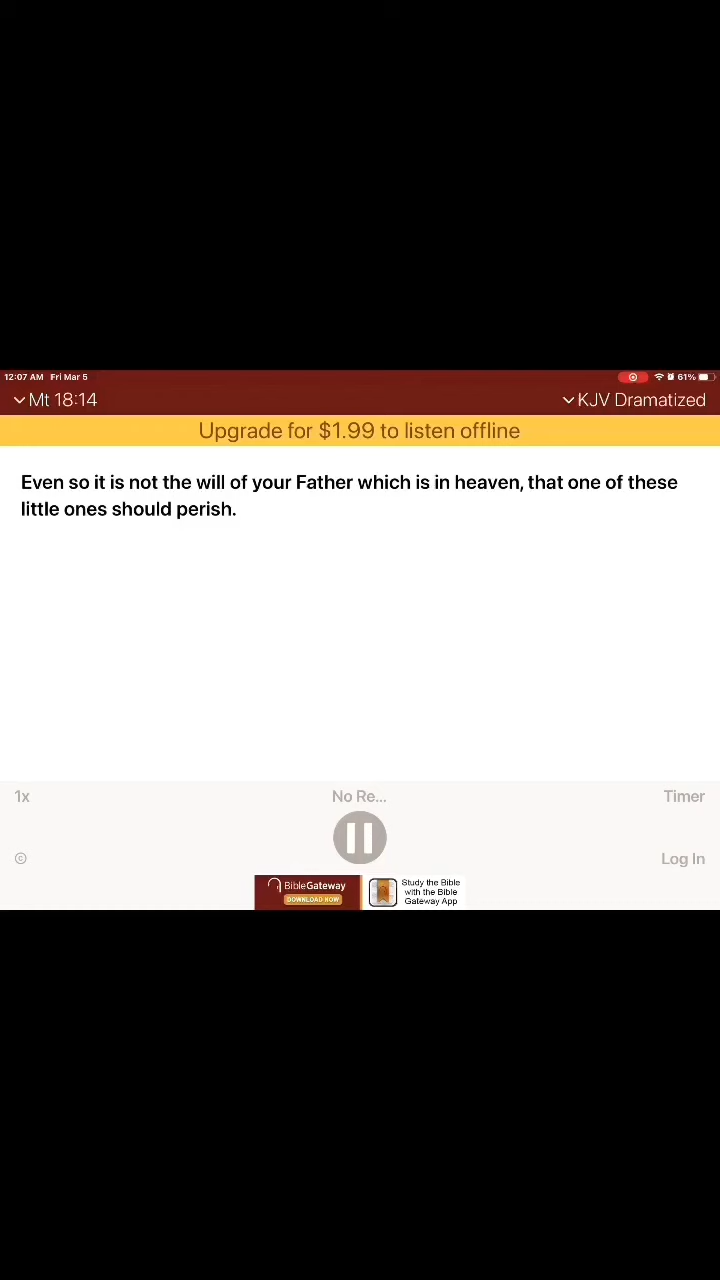 12:07 AM Fri Mar 5 61%
Mt 18:14 KJV Dramatized
Upgrade for $1.99 to listen offline
Even so it is not the will of your Father which is in heaven, that one of these
little ones should perish.
1x No Re... Timer
© Log In
BibleGateway
DOWNLOAD NOW
Study the Bible
with the Bible
Gateway App